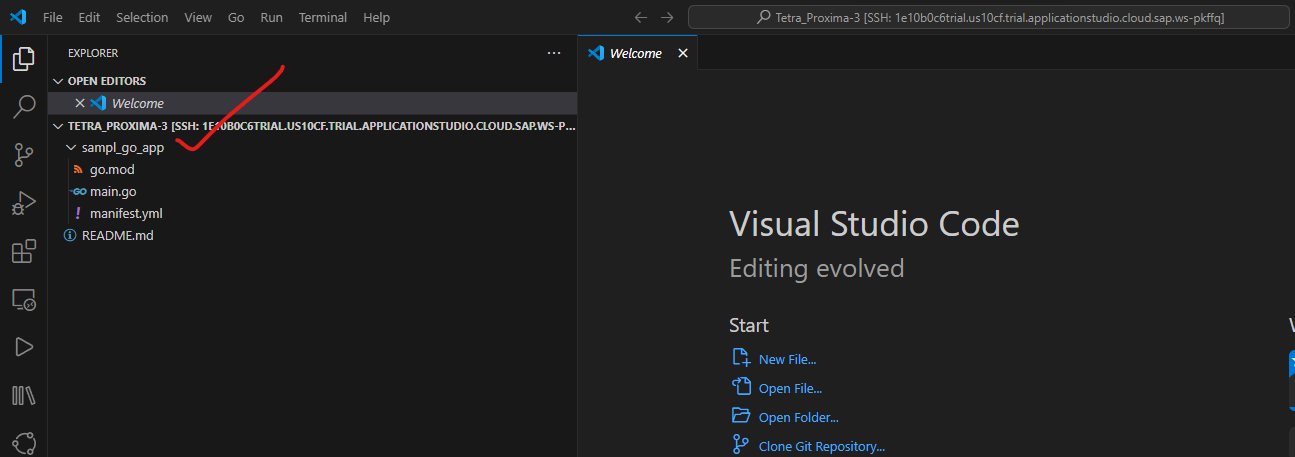 File Edit Selection View Go Run Terminal Help
Tetra_Proxima-3 [SSH: 1e10b0c6trial.us10cf.trial.applicationstudio.cloud.sap.ws-pkffq]
EXPLORER
Welcome
OPEN EDITORS
Welcome
TETRA_PROXIMA-3 [SSH: 1E10B0C6TRIAL.US10CF.TRIAL.APPLICATIONSTUDIO.CLOUD.SAP.WS-P...
sampl_go_app
go.mod
main.go
manifest.yml
README.md
Visual Studio Code
Editing evolved
Start
New File...
Open File...
Open Folder...
Clone Git Repository...